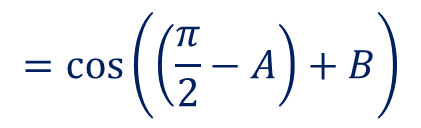 = cos((π/2 − A) + B)